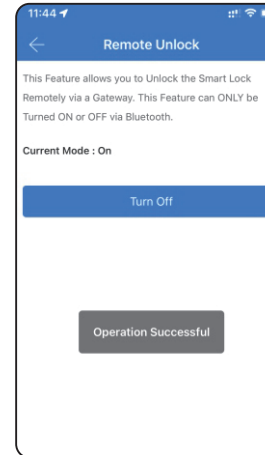 11:44
Remote Unlock
This Feature allows you to Unlock the Smart Lock
Remotely via a Gateway. This Feature can ONLY be
Turned ON or OFF via Bluetooth.
Current Mode : On
Turn Off
Operation Successful